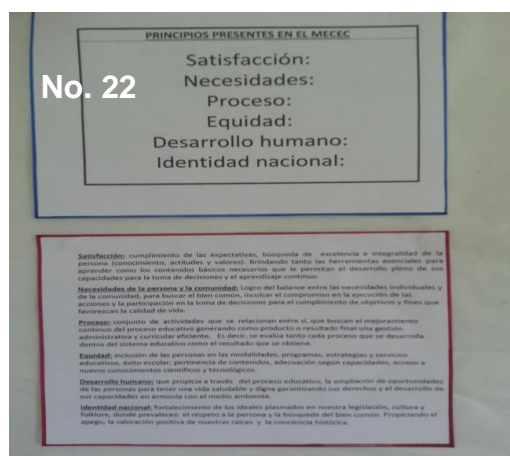 PRINCIPIOS PRESENTES EN EL MECEC
Satisfacción:
No. 22
Necesidades:
Proceso:
Equidad:
Desarrollo humano:
Identidad nacional:
Satisfacción: cumplimiento de las expectativas, búsqueda de excelencia e integralidad de la
persona (conocimiento, actitudes y valores). Brindando tanto las herramientas esenciales para
aprender como los contenidos básicos necesarios que le permitan el desarrollo pleno de sus
capacidades para la toma de decisiones y el aprendizaje continuo.
Necesidades de la persona y la comunidad: Logro del balance entre las necesidades individuales y
de la comunidad, para buscar el bien común, inculcar el compromiso en la ejecución de las
acciones y la participación en la toma de decisiones para el cumplimiento de objetivos y fines que
favorezcan la calidad de vida.
Proceso: conjunto de actividades que se relacionan entre si, que buscan el mejoramiento
continuo del proceso educativo generando como producto o resultado final una gestión
administrativa y curricular eficiente. Es decir, se evalúa tanto cada proceso que se desarrolla
dentro del sistema educativo como el resultado que se obtiene.
Equidad: inclusión de las personas en las modalidades, programas, estrategias y servicios
educativos, éxito escolar, pertinencia de contenidos, adecuación según capacidades, acceso a
nuevos conocimientos científicos y tecnológicos.
Desarrollo humano: que propicia a través del proceso educativo, la ampliación de oportunidades
de las personas para tener una vida saludable y digna garantizando sus derechos y el desarrollo de
sus capacidades en armonía con el medio ambiente.
Identidad nacional: fortalecimiento de los ideales plasmados en nuestra legislación, cultura y
folklore, donde prevalecen el respeto a la persona y la búsqueda del bien común. Propiciando el
apego, la valoración positiva de nuestras raíces y la conciencia histórica.